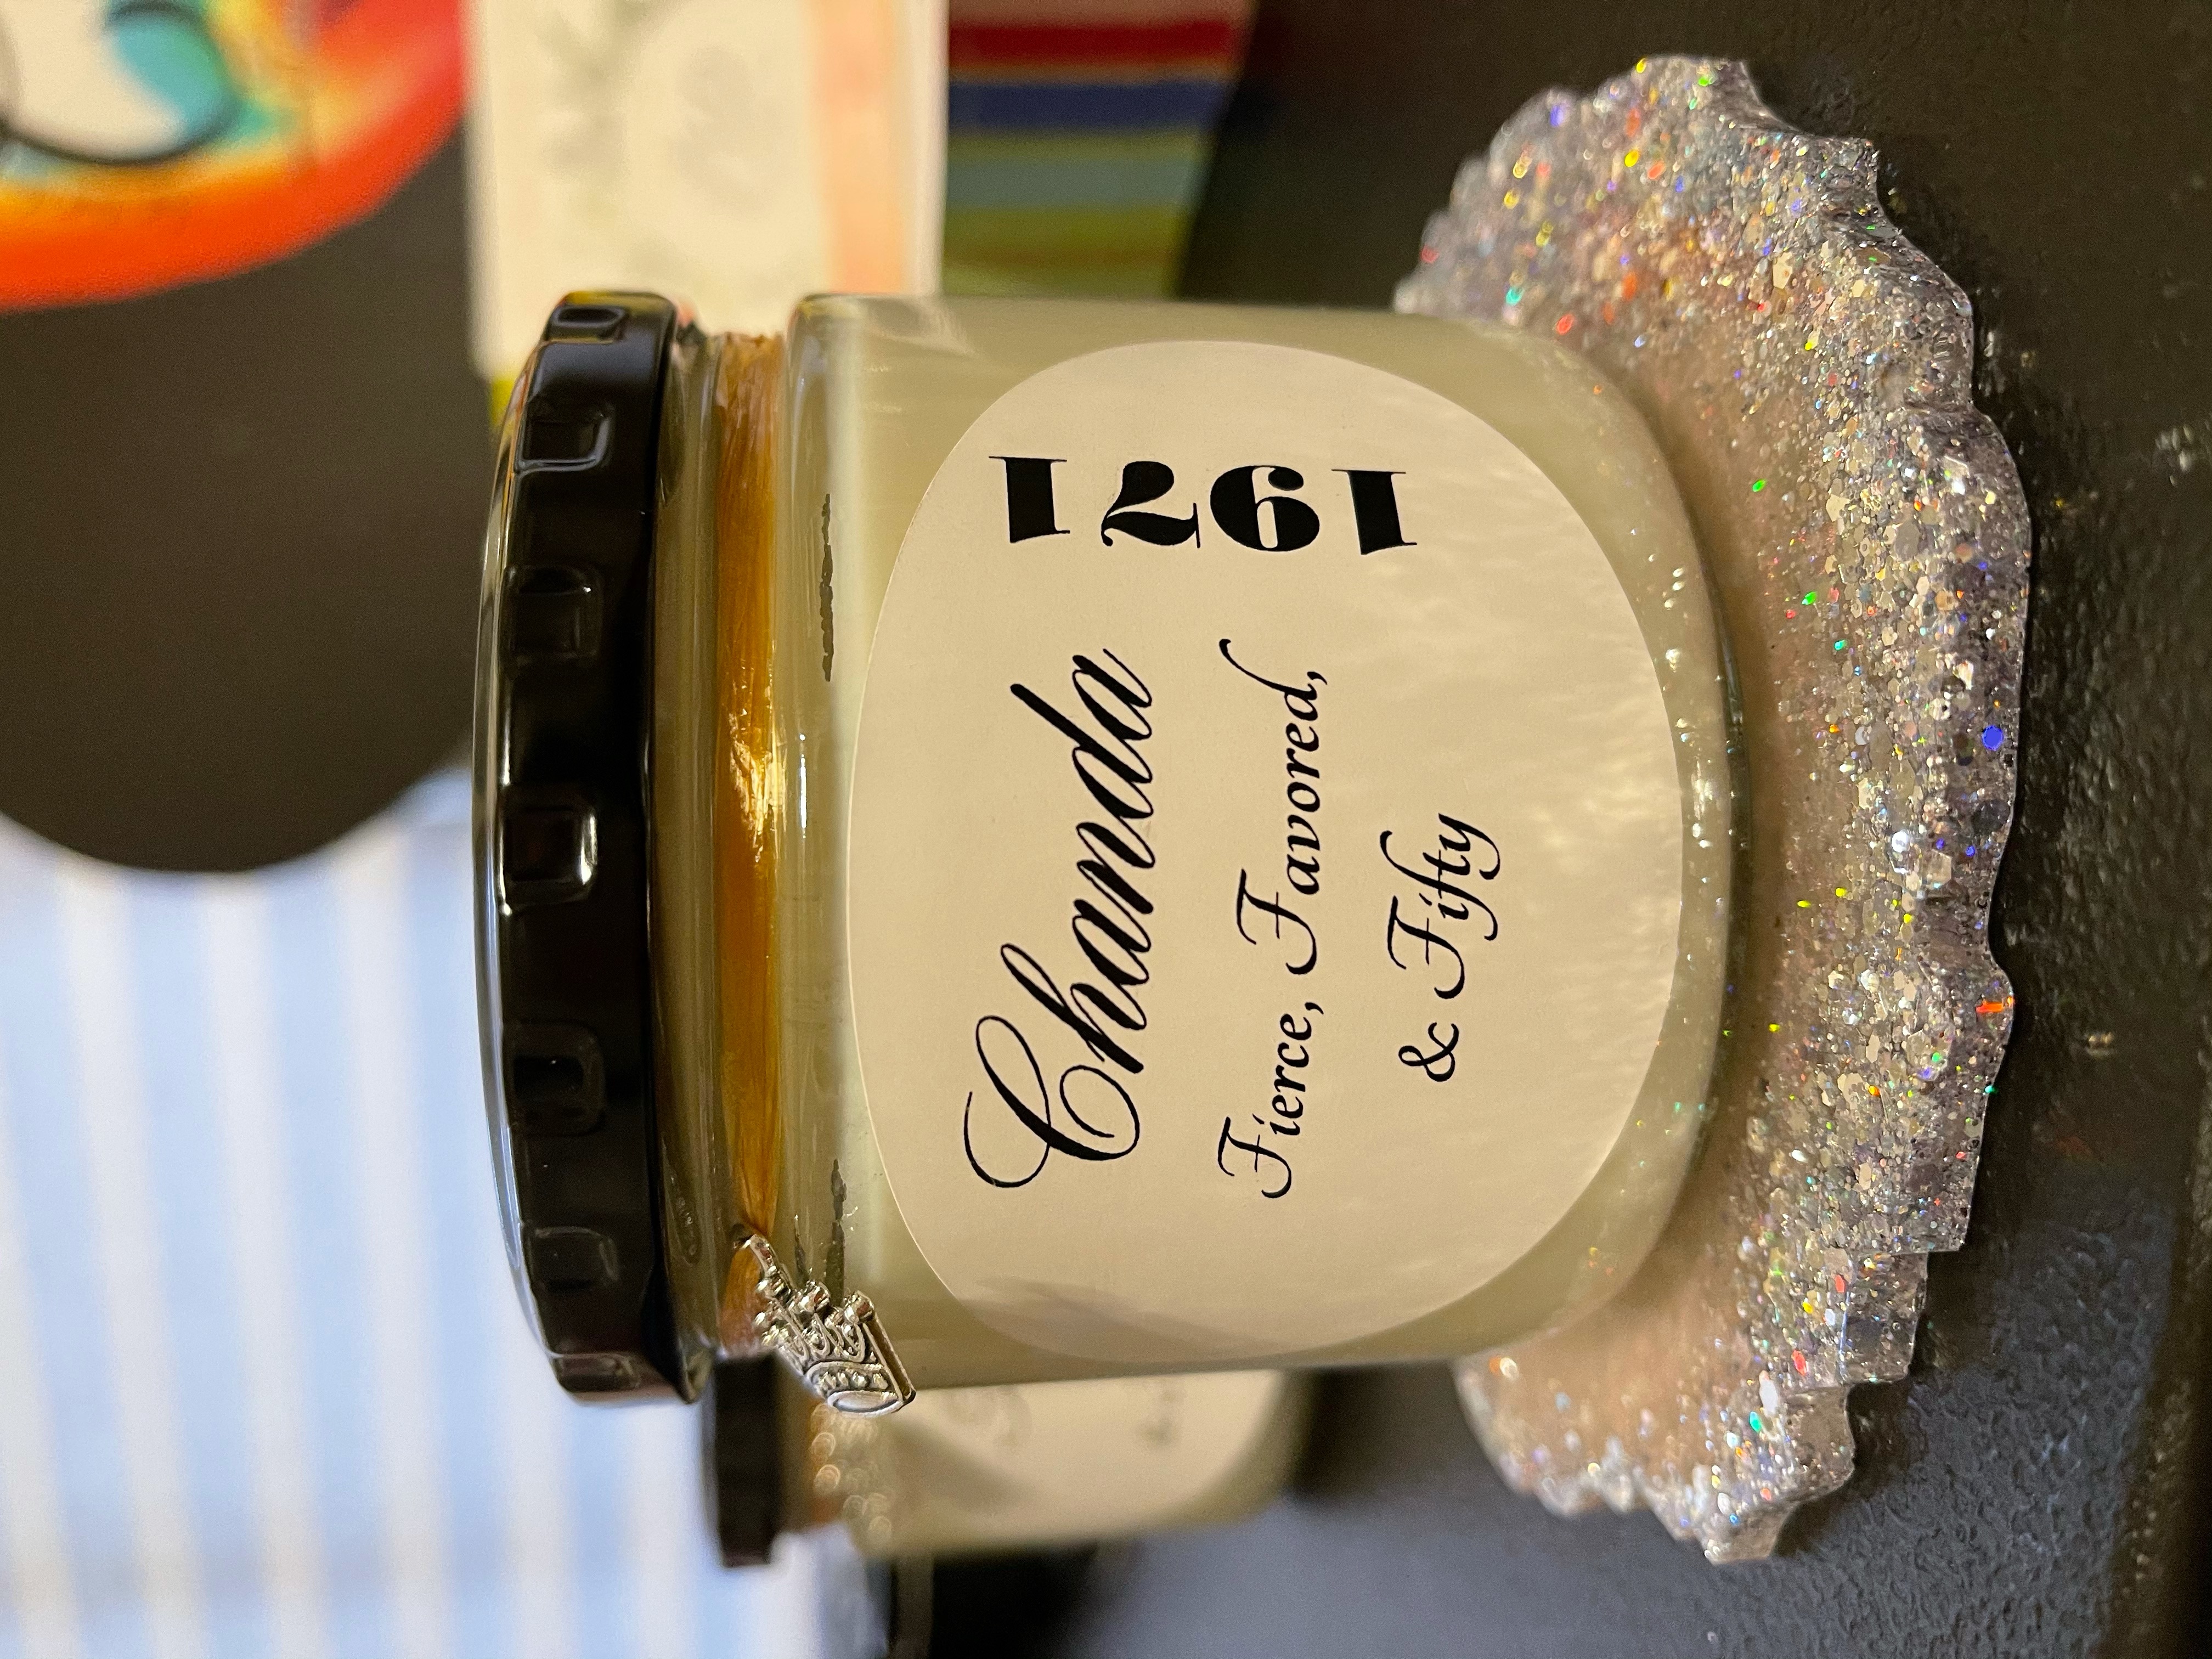 Chanda
Fierce, Favored,
& Fifty
1971